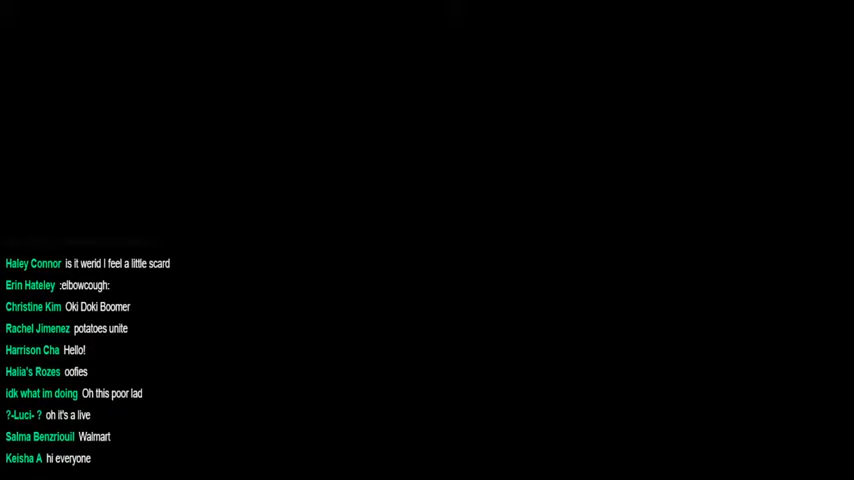 Haley Connor is it werid I feel a little scard
Erin Hateley :elbowcough:
Christine Kim Oki Doki Boomer
Rachel Jimenez potatoes unite
Harrison Cha Hello!
Halia's Rozes oofies
idk what im doing Oh this poor lad
?-Luci- ? oh it's a live
Salma Benzriouil Walmart
Keisha A hi everyone